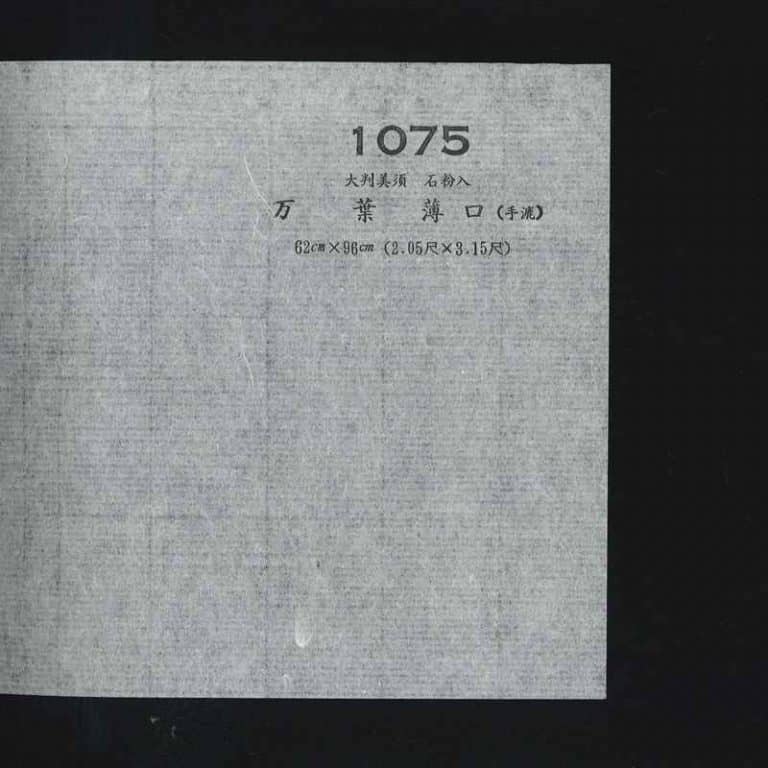 1075
大判美須 石粉入
万葉薄口(手漉)
62cm×96cm (2.05尺×3.15尺)